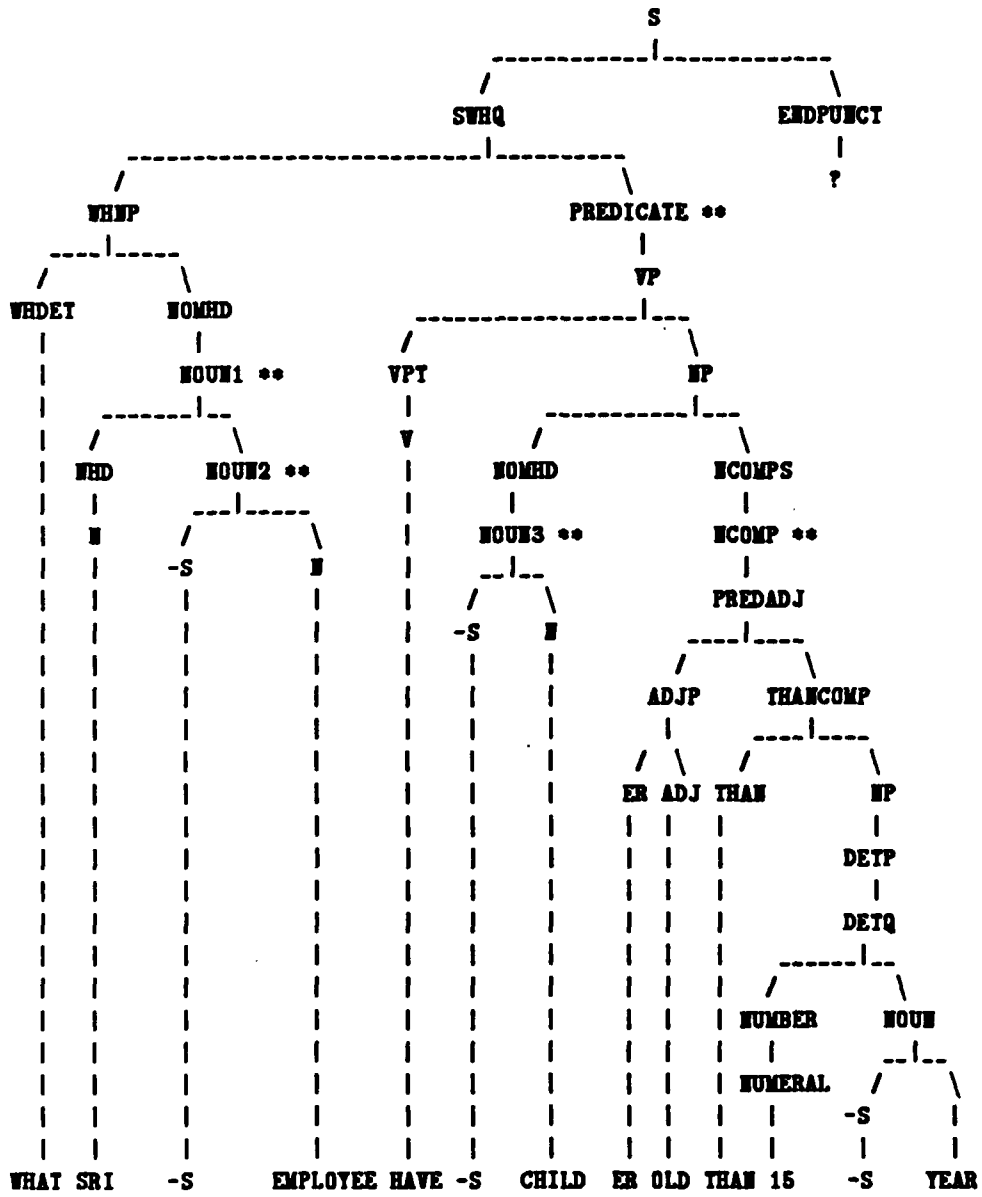 S
SWHQ ENDPUNCT
?
WHNP PREDICATE **
VP
WHDET NOMHD
NOUN1 ** VPT NP
V
NHD NOUN2 ** NOMHD NCOMPS
N NOUN3 ** NCOMP **
-S N
PREDADJ
-S N
ADJP THANCOMP
ER ADJ THAN NP
DETP
DETQ
NUMBER NOUN
NUMERAL
-S
WHAT SRI -S EMPLOYEE HAVE -S CHILD ER OLD THAN 15 -S YEAR